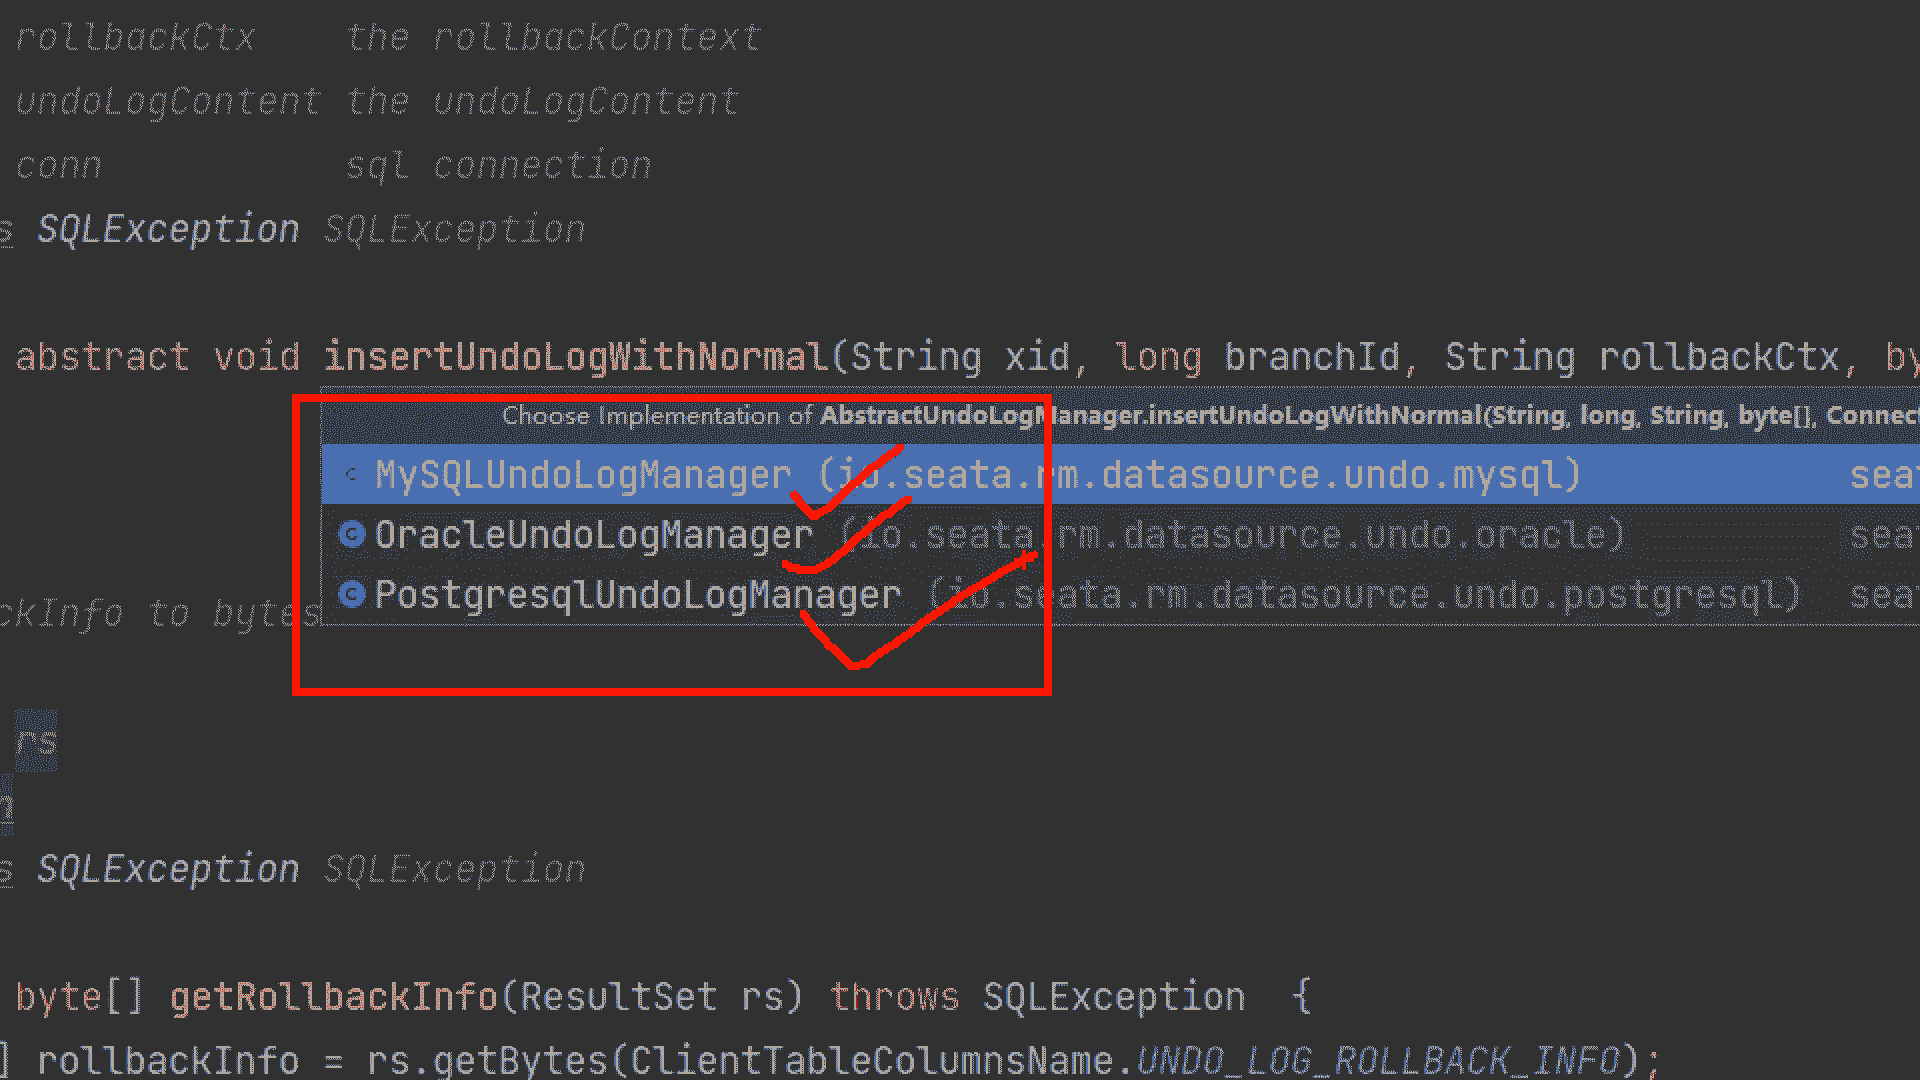 rollbackCtx the rollbackContext
undoLogContent the undoLogContent
conn sql connection
s SQLException SQLException
abstract void insertUndoLogWithNormal(String xid, long branchId, String rollbackCtx, by
Choose Implementation of AbstractUndoLogManager.insertUndoLogWithNormal(String, long, String, byte[], Connect
MySQLUndoLogManager (io.seata.rm.datasource.undo.mysql) seat
OracleUndoLogManager (io.seata.rm.datasource.undo.oracle) seat
PostgresqlUndoLogManager (io.seata.rm.datasource.undo.postgresql) seat
ckInfo to bytes
rs
n
s SQLException SQLException
byte[] getRollbackInfo(ResultSet rs) throws SQLException {
] rollbackInfo = rs.getBytes(ClientTableColumnsName.UNDO_LOG_ROLLBACK_INFO);